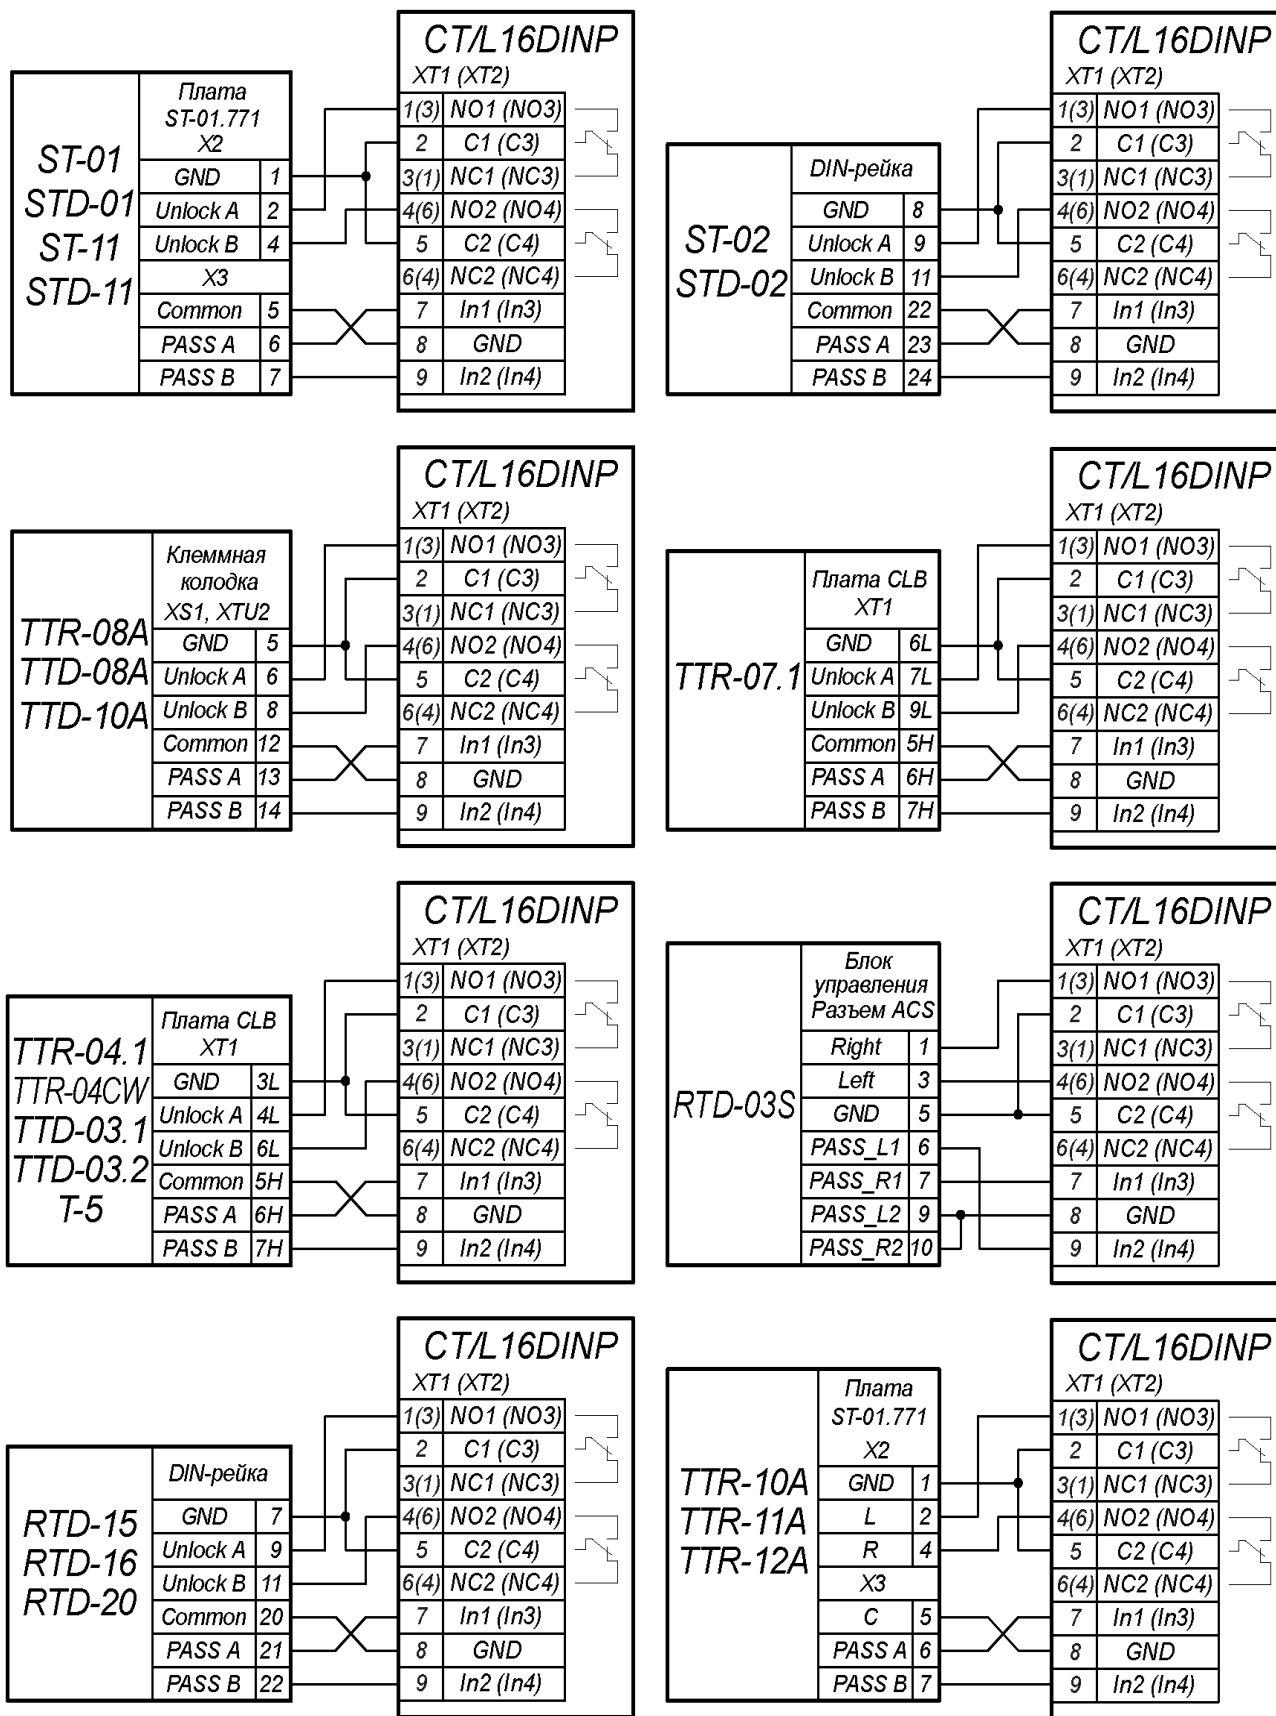 CT/L16DINP
XT1 (XT2)
1(3) NO1 (NO3)
2 C1 (C3)
3(1) NC1 (NC3)
4(6) NO2 (NO4)
5 C2 (C4)
6(4) NC2 (NC4)
7 In1 (In3)
8 GND
9 In2 (In4)
ST-01
STD-01
ST-11
STD-11
Плата
ST-01.771
X2
GND 1
Unlock A 2
Unlock B 4
X3
Common 5
PASS A 6
PASS B 7
CT/L16DINP
XT1 (XT2)
1(3) NO1 (NO3)
2 C1 (C3)
3(1) NC1 (NC3)
4(6) NO2 (NO4)
5 C2 (C4)
6(4) NC2 (NC4)
7 In1 (In3)
8 GND
9 In2 (In4)
ST-02
STD-02
DIN-рейка
GND 8
Unlock A 9
Unlock B 11
Common 22
PASS A 23
PASS B 24
CT/L16DINP
XT1 (XT2)
1(3) NO1 (NO3)
2 C1 (C3)
3(1) NC1 (NC3)
4(6) NO2 (NO4)
5 C2 (C4)
6(4) NC2 (NC4)
7 In1 (In3)
8 GND
9 In2 (In4)
TTR-08A
TTD-08A
TTD-10A
Клеммная
колодка
XS1, XTU2
GND 5
Unlock A 6
Unlock B 8
Common 12
PASS A 13
PASS B 14
CT/L16DINP
XT1 (XT2)
1(3) NO1 (NO3)
2 C1 (C3)
3(1) NC1 (NC3)
4(6) NO2 (NO4)
5 C2 (C4)
6(4) NC2 (NC4)
7 In1 (In3)
8 GND
9 In2 (In4)
TTR-07.1
Плата CLB
XT1
GND 6L
Unlock A 7L
Unlock B 9L
Common 5H
PASS A 6H
PASS B 7H
CT/L16DINP
XT1 (XT2)
1(3) NO1 (NO3)
2 C1 (C3)
3(1) NC1 (NC3)
4(6) NO2 (NO4)
5 C2 (C4)
6(4) NC2 (NC4)
7 In1 (In3)
8 GND
9 In2 (In4)
TTR-04.1
TTR-04CW
TTD-03.1
TTD-03.2
T-5
Плата CLB
XT1
GND 3L
Unlock A 4L
Unlock B 6L
Common 5H
PASS A 6H
PASS B 7H
CT/L16DINP
XT1 (XT2)
1(3) NO1 (NO3)
2 C1 (C3)
3(1) NC1 (NC3)
4(6) NO2 (NO4)
5 C2 (C4)
6(4) NC2 (NC4)
7 In1 (In3)
8 GND
9 In2 (In4)
RTD-03S
Блок
управления
Разъем ACS
Right 1
Left 3
GND 5
PASS_L1 6
PASS_R1 7
PASS_L2 9
PASS_R2 10
CT/L16DINP
XT1 (XT2)
1(3) NO1 (NO3)
2 C1 (C3)
3(1) NC1 (NC3)
4(6) NO2 (NO4)
5 C2 (C4)
6(4) NC2 (NC4)
7 In1 (In3)
8 GND
9 In2 (In4)
RTD-15
RTD-16
RTD-20
DIN-рейка
GND 7
Unlock A 9
Unlock B 11
Common 20
PASS A 21
PASS B 22
CT/L16DINP
XT1 (XT2)
1(3) NO1 (NO3)
2 C1 (C3)
3(1) NC1 (NC3)
4(6) NO2 (NO4)
5 C2 (C4)
6(4) NC2 (NC4)
7 In1 (In3)
8 GND
9 In2 (In4)
TTR-10A
TTR-11A
TTR-12A
Плата
ST-01.771
X2
GND 1
L 2
R 4
X3
C 5
PASS A 6
PASS B 7